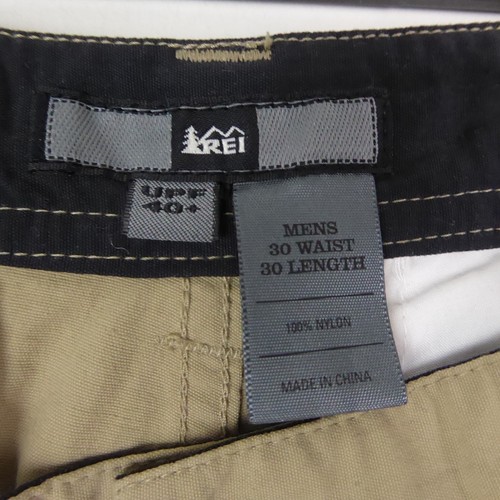 REI
UPF
40+
MENS
30 WAIST
30 LENGTH
100% NYLON
MADE IN CHINA